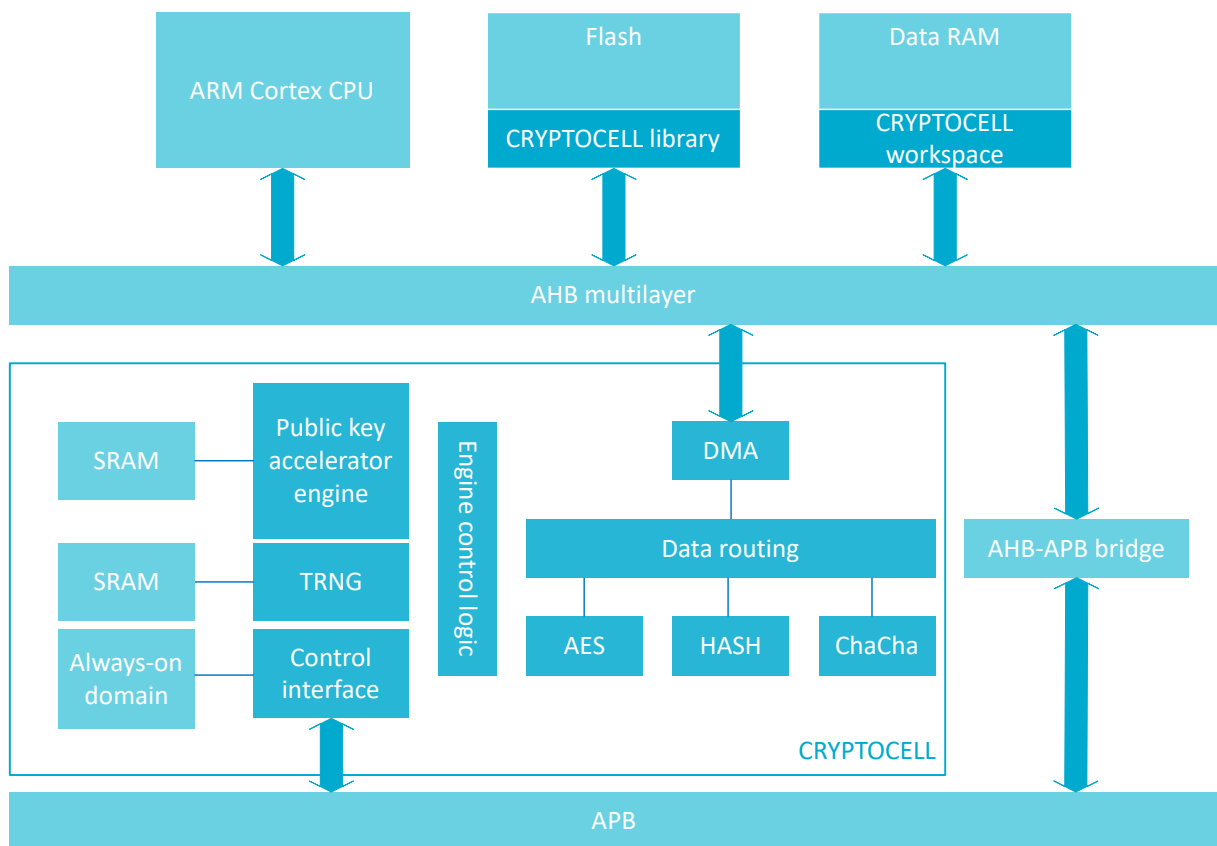 ARM Cortex CPU
Flash
CRYPTOCELL library
Data RAM
CRYPTOCELL
workspace
AHB multilayer
SRAM
Public key
accelerator
engine
SRAM
TRNG
Always-on
domain
Control
interface
Engine control logic
DMA
Data routing
AES
HASH
ChaCha
CRYPTOCELL
AHB-APB bridge
APB